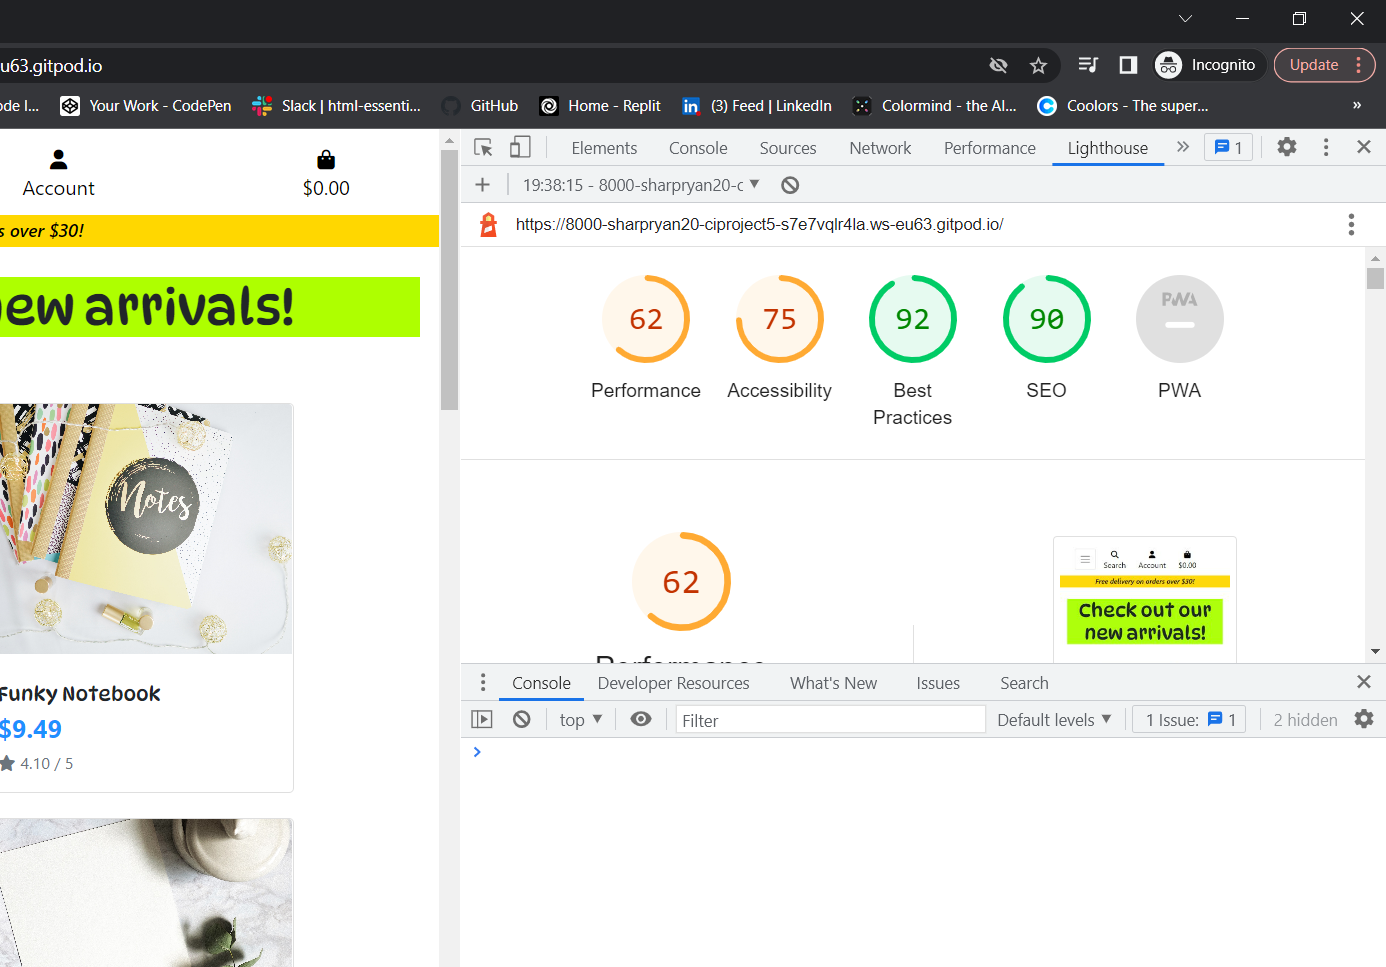 u63.gitpod.io
Incognito
Update
ode I...
Your Work - CodePen
Slack | html-essenti...
GitHub
Home - Replit
(3) Feed | LinkedIn
Colormind - the AI...
Coolors - The super...
»
Account
$0.00
s over $30!
new arrivals!
Notes
Funky Notebook
$9.49
4.10 / 5
Elements
Console
Sources
Network
Performance
Lighthouse
1
19:38:15 - 8000-sharpryan20-c
https://8000-sharpryan20-ciproject5-s7e7vqlr4la.ws-eu63.gitpod.io/
62
75
92
90
PWA
Performance
Accessibility
Best
Practices
SEO
PWA
62
Performance
Search
Account
$0.00
Free delivery on orders over $30!
Check out our
new arrivals!
Console
Developer Resources
What's New
Issues
Search
top
Filter
Default levels
1 Issue:
1
2 hidden